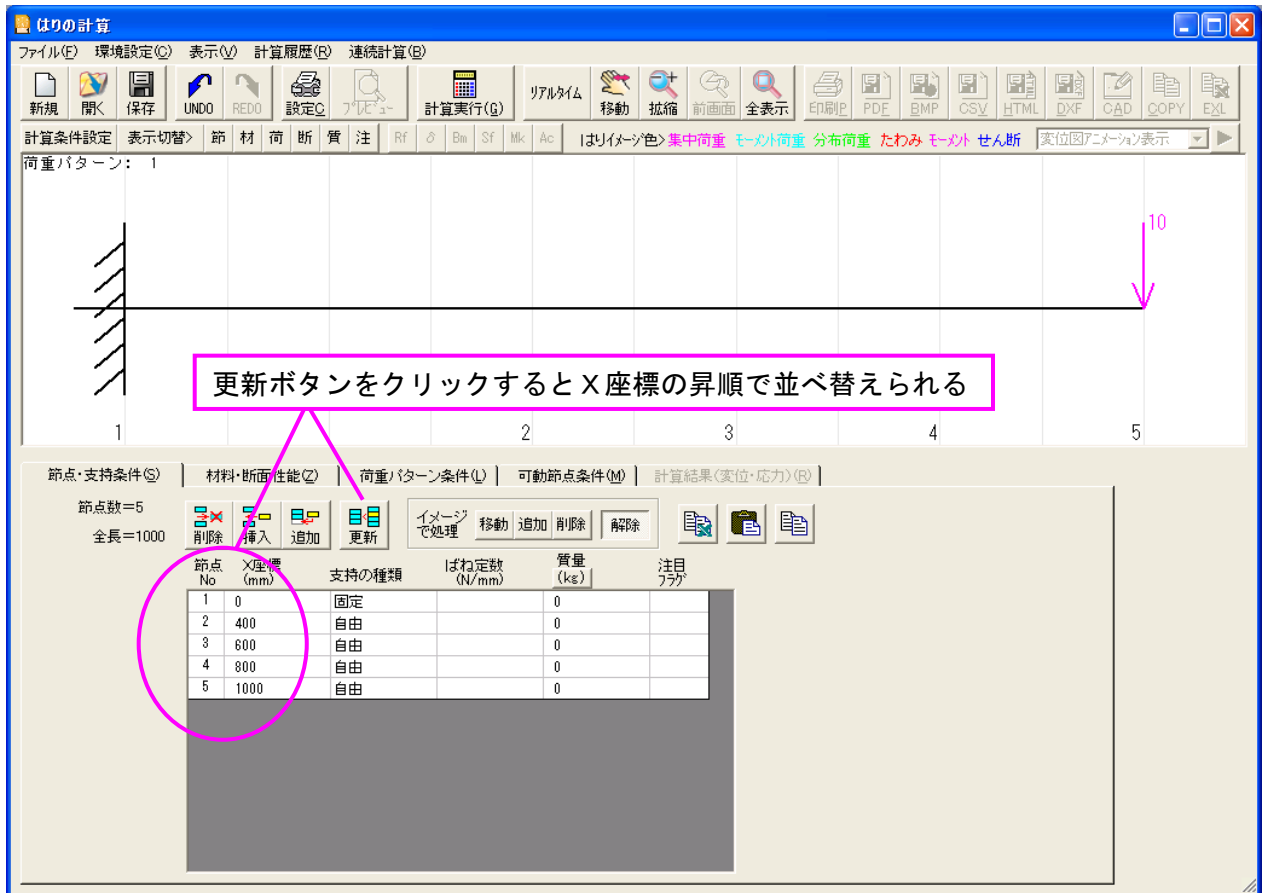 はりの計算
ファイル(F) 環境設定(C) 表示(V) 計算履歴(R) 連続計算(B)
新規 開く 保存 UNDO REDO 設定C プレビュー 計算実行(G) リアルタイム 移動 拡縮 前画面 全表示 印刷P PDF BMP CSV HTML DXF CAD COPY EXL
計算条件設定 表示切替> 節 材 荷 断 質 注 Rf δ Bm Sf Mk Ac はりイメージ色> 集中荷重 モーメント荷重 分布荷重 たわみ モーメント せん断 変位図アニメーション表示
荷重パターン: 1
10
更新ボタンをクリックするとX座標の昇順で並べ替えられる
1 2 3 4 5
節点・支持条件(S) 材料・断面性能(Z) 荷重パターン条件(L) 可動節点条件(M) 計算結果(変位・応力)(R)
節点数=5
全長=1000
削除 挿入 追加 更新 イメージで処理 移動 追加 削除 解除
節点No X座標(mm) 支持の種類 ばね定数(N/mm) 質量(kg) 注目フラグ
1 0 固定 0
2 400 自由 0
3 600 自由 0
4 800 自由 0
5 1000 自由 0